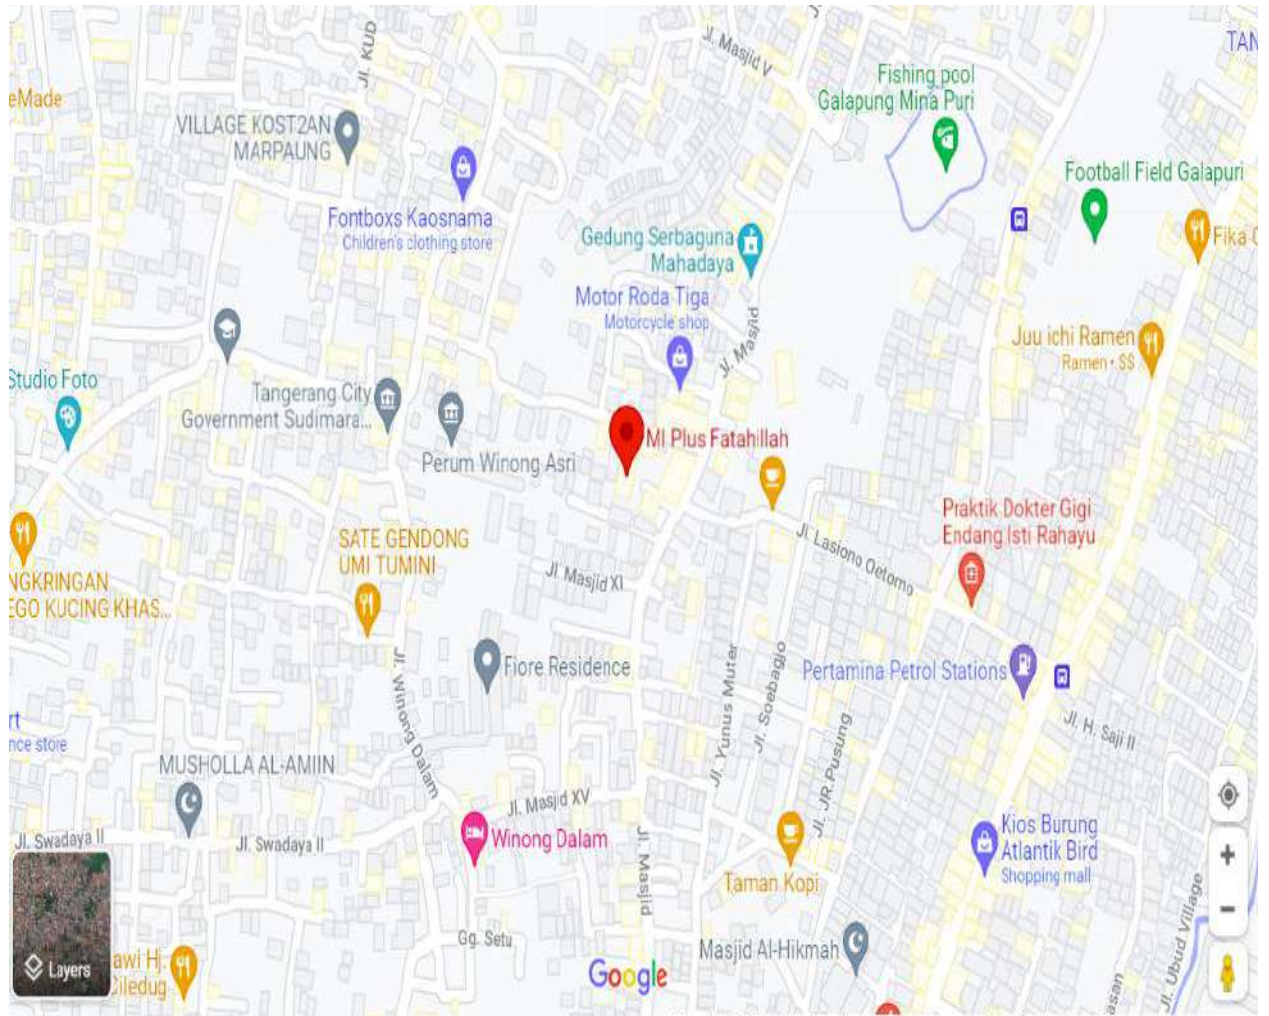 Jl. KUD
Jl. Masjid V
TAN
Fishing pool
Galapung Mina Puri
eMade
VILLAGE KOST2AN
MARPAUNG
Football Field Galapuri
Fontboxs Kaosnama
Children's clothing store
Gedung Serbaguna
Mahadaya
Fika
Motor Roda Tiga
Motorcycle shop
Jl. Masjid
Juu ichi Ramen
Ramen • $$
Studio Foto
Tangerang City
Government Sudimara...
MI Plus Fatahillah
Perum Winong Asri
Praktik Dokter Gigi
Endang Isti Rahayu
SATE GENDONG
UMI TUMINI
Jl Lasiono Oetomo
Jl. Masjid XI
NGKRINGAN
EGO KUCING KHAS...
Fiore Residence
Pertamina Petrol Stations
Jl. Winong Dalam
Jl. Yunus Muter
Jl. Soebagjo
Jl. JR.Pusung
Jl. H. Saji II
rt
nce store
MUSHOLLA AL-AMIIN
Jl. Masjid XV
Jl. Swadaya II
Jl. Swadaya II
Winong Dalam
Kios Burung
Atlantik Bird
Shopping mall
Jl. Masjid
Taman Kopi
Jl. Ubud Village
Gg. Setu
Masjid Al-Hikmah
Layers
awi Hj.
Ciledug
Google
asan